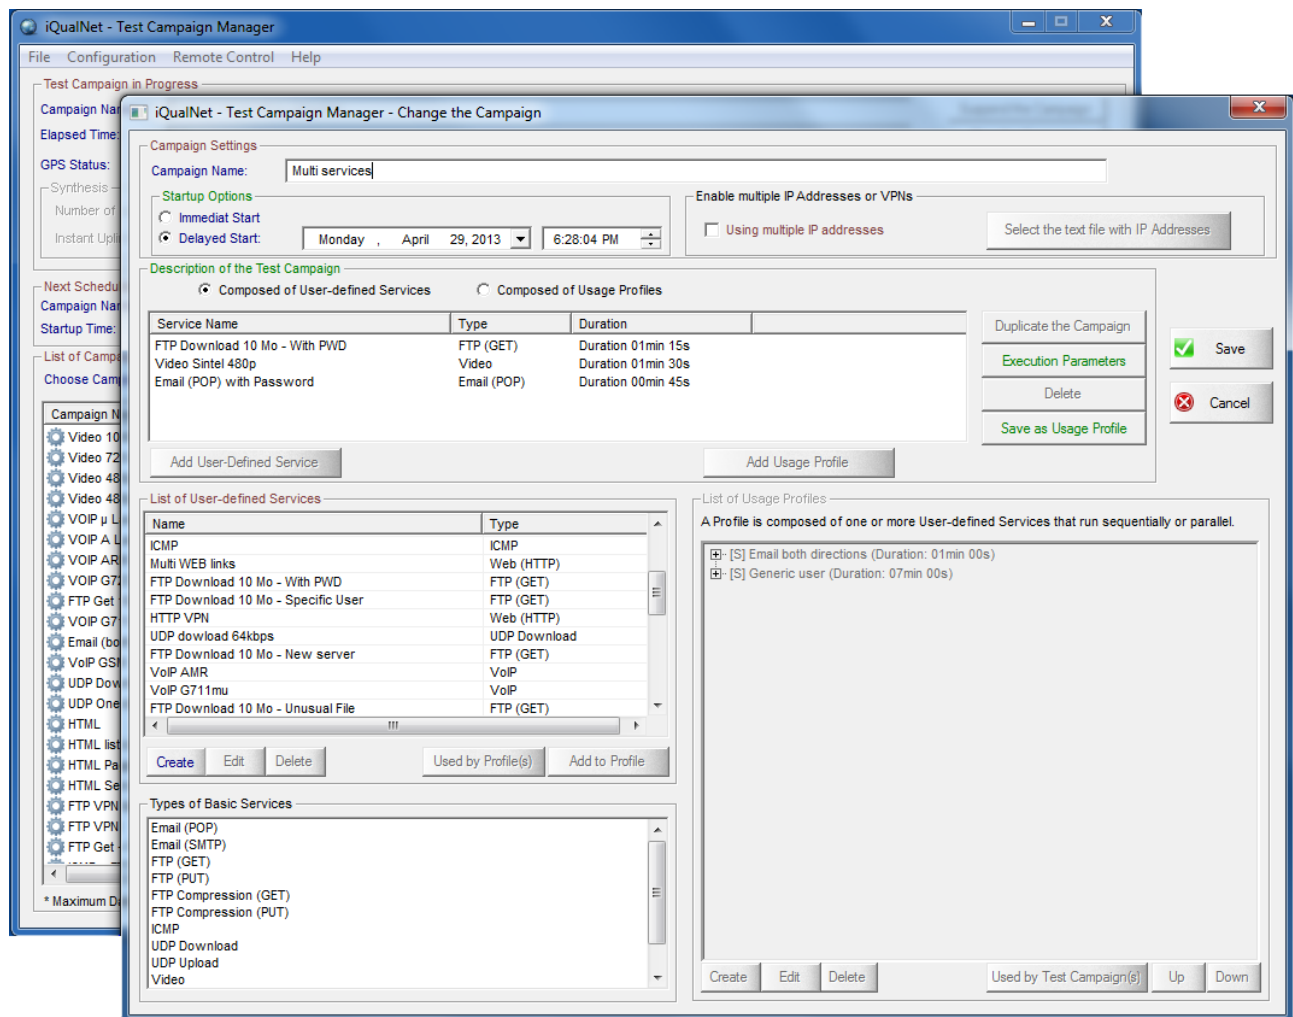 iQualNet - Test Campaign Manager
File Configuration Remote Control Help
Test Campaign in Progress
Campaign Nar
Elapsed Time:
GPS Status:
Synthesis
Number of
Instant Upli
Next Schedu
Campaign Nar
Startup Time:
List of Campa
Choose Camp
Campaign N
Video 10
Video 72
Video 48
Video 48
VOIP µ L
VOIP A L
VOIP AR
VOIP G72
FTP Get
VOIP G7
Email (bo
VoIP GSM
UDP Dow
UDP One
HTML
HTML list
HTML Pa
HTML Se
FTP VPN
FTP VPN
FTP Get -
* Maximum Da
iQualNet - Test Campaign Manager - Change the Campaign
Campaign Settings
Campaign Name: Multi services
Startup Options
Immediat Start
Delayed Start: Monday , April 29, 2013 6:28:04 PM
Enable multiple IP Addresses or VPNs
Using multiple IP addresses Select the text file with IP Addresses
Description of the Test Campaign
Composed of User-defined Services Composed of Usage Profiles
Service Name Type Duration
FTP Download 10 Mo - With PWD FTP (GET) Duration 01min 15s
Video Sintel 480p Video Duration 01min 30s
Email (POP) with Password Email (POP) Duration 00min 45s
Duplicate the Campaign
Execution Parameters
Delete
Save as Usage Profile
Save
Cancel
Add User-Defined Service Add Usage Profile
List of User-defined Services
Name Type
ICMP ICMP
Multi WEB links Web (HTTP)
FTP Download 10 Mo - With PWD FTP (GET)
FTP Download 10 Mo - Specific User FTP (GET)
HTTP VPN Web (HTTP)
UDP dowload 64kbps UDP Download
FTP Download 10 Mo - New server FTP (GET)
VoIP AMR VoIP
VoIP G711mu VoIP
FTP Download 10 Mo - Unusual File FTP (GET)
Create Edit Delete Used by Profile(s) Add to Profile
Types of Basic Services
Email (POP)
Email (SMTP)
FTP (GET)
FTP (PUT)
FTP Compression (GET)
FTP Compression (PUT)
ICMP
UDP Download
UDP Upload
Video
List of Usage Profiles
A Profile is composed of one or more User-defined Services that run sequentially or parallel.
[S] Email both directions (Duration: 01min 00s)
[S] Generic user (Duration: 07min 00s)
Create Edit Delete Used by Test Campaign(s) Up Down